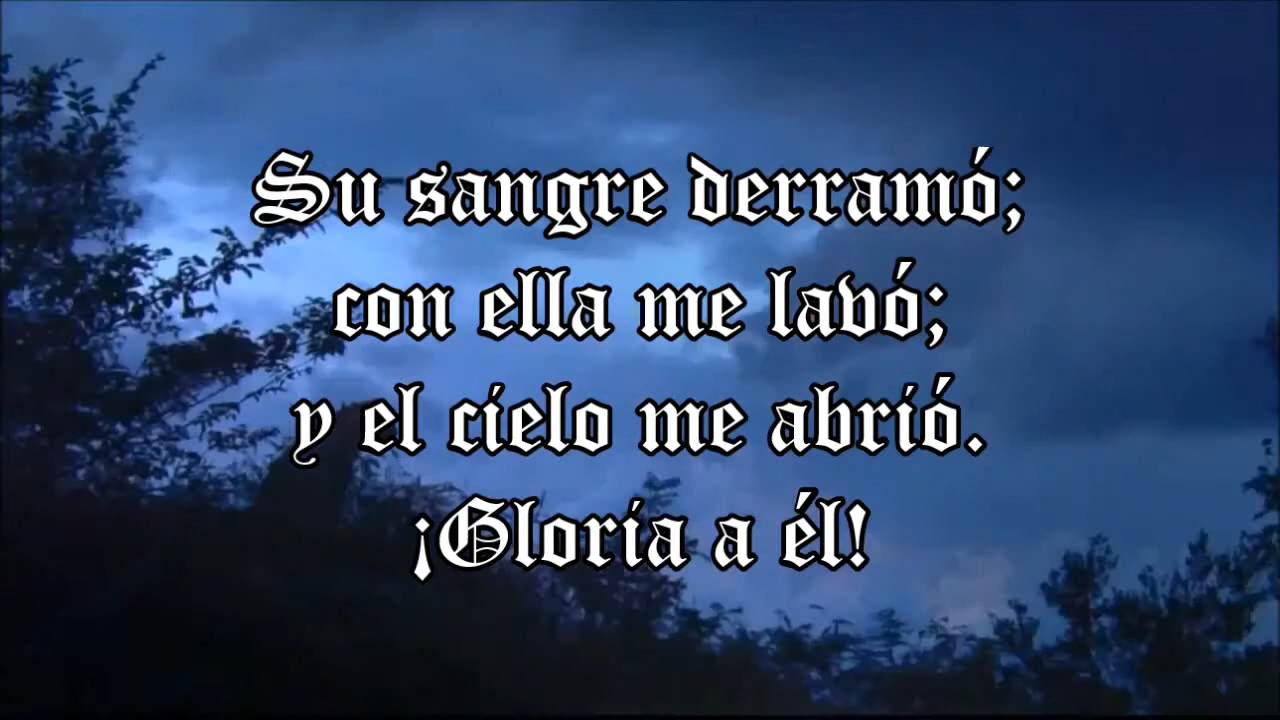 Su sangre derramó;
con ella me lavó;
y el cielo me abrió.
¡Gloria a él!